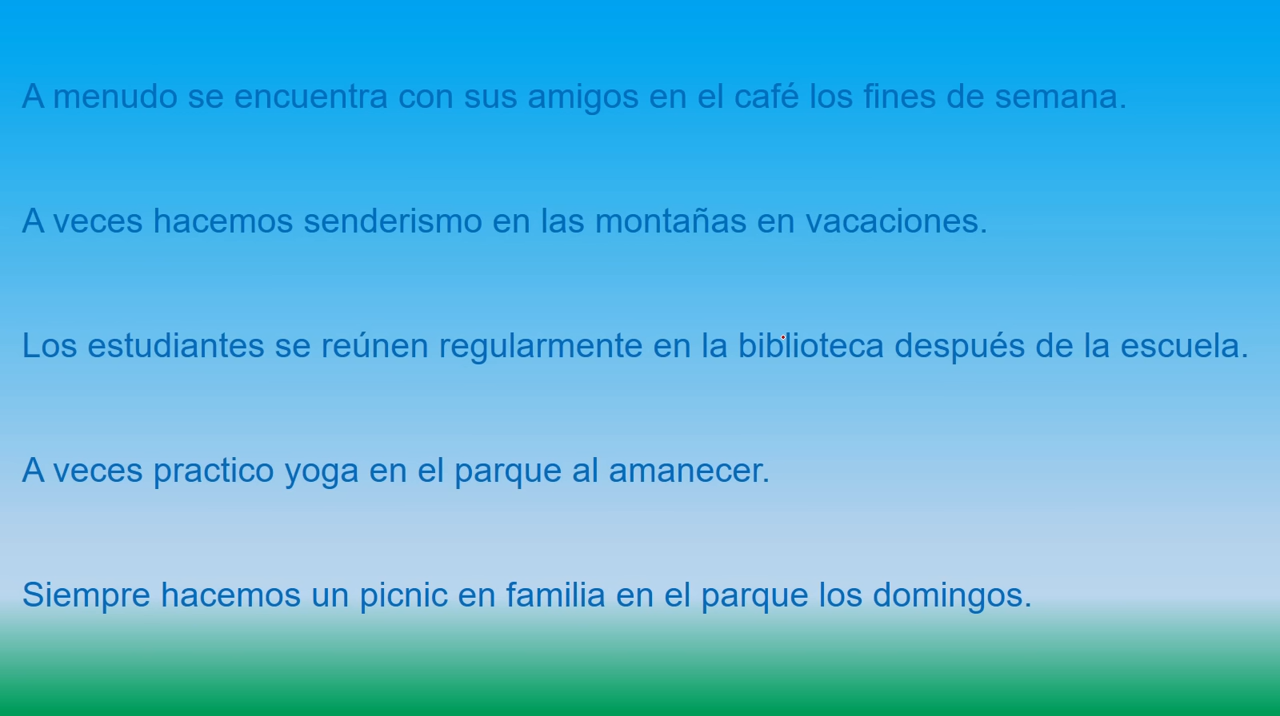 A menudo se encuentra con sus amigos en el café los fines de semana.
A veces hacemos senderismo en las montañas en vacaciones.
Los estudiantes se reúnen regularmente en la biblioteca después de la escuela.
A veces practico yoga en el parque al amanecer.
Siempre hacemos un picnic en familia en el parque los domingos.